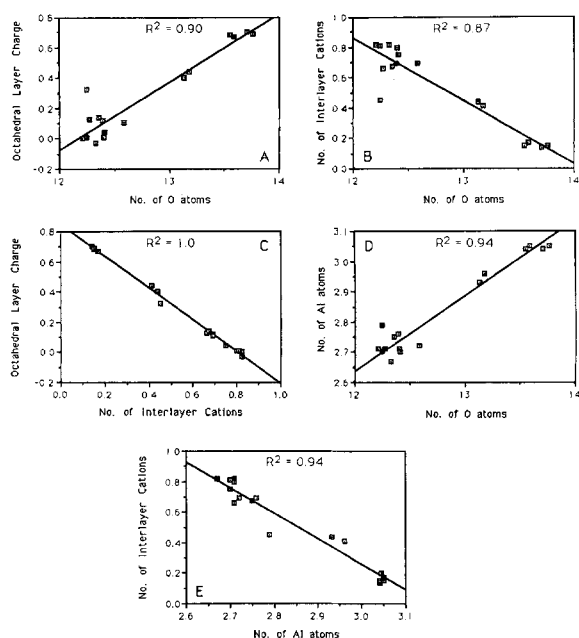 R² = 0.90
Octahedral Layer Charge
0.8
0.6
0.4
0.2
0.0
-0.2
A
12 13 14
No. of O atoms
R² = 0.87
No. of Interlayer Cations
1.0
0.8
0.6
0.4
0.2
0.0
B
12 13 14
No. of O atoms
R² = 1.0
C
Octahedral Layer Charge
0.8
0.6
0.4
0.2
0.0
-0.2
0.0 0.2 0.4 0.6 0.8 1.0
No. of Interlayer Cations
D
R² = 0.94
No. of Al atoms
3.1
3.0
2.9
2.8
2.7
2.6
12 13 14
No. of O atoms
R² = 0.94
No. of Interlayer Cations
1.0
0.8
0.6
0.4
0.2
0.0
E
2.6 2.7 2.8 2.9 3.0 3.1
No. of Al atoms